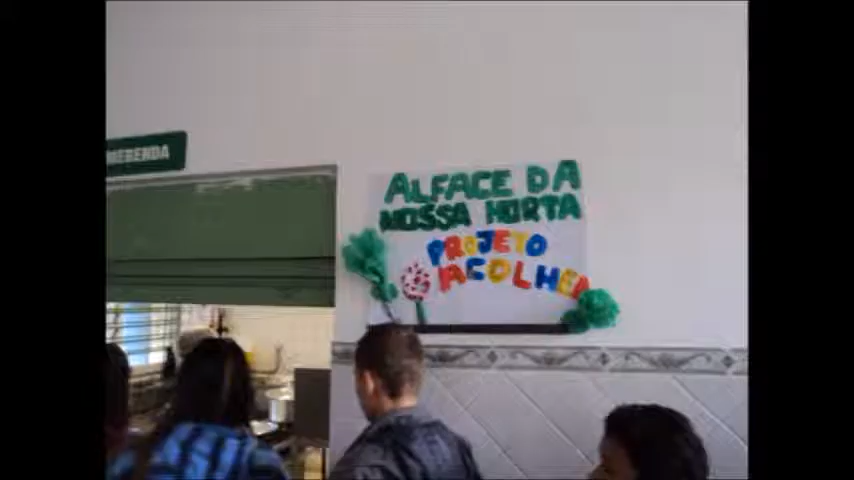 MERENDA
ALFACE DA
NOSSA HORTA
PROJETO
ACOLHER